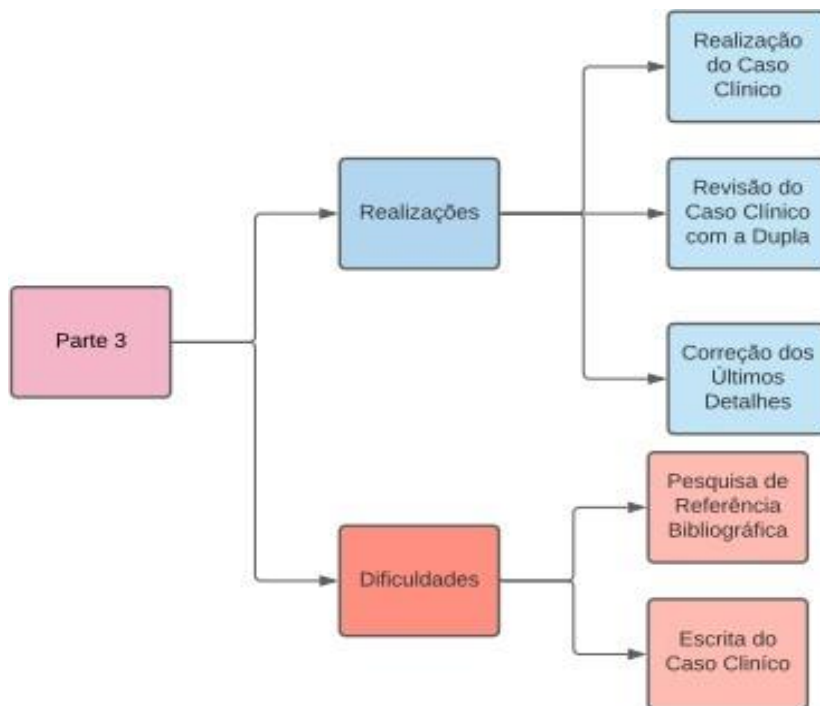 Realização
do Caso
Clínico
Realizações
Revisão do
Caso Clínico
com a Dupla
Parte 3
Correção dos
Últimos
Detalhes
Pesquisa de
Referência
Bibliográfica
Dificuldades
Escrita do
Caso Cliníco